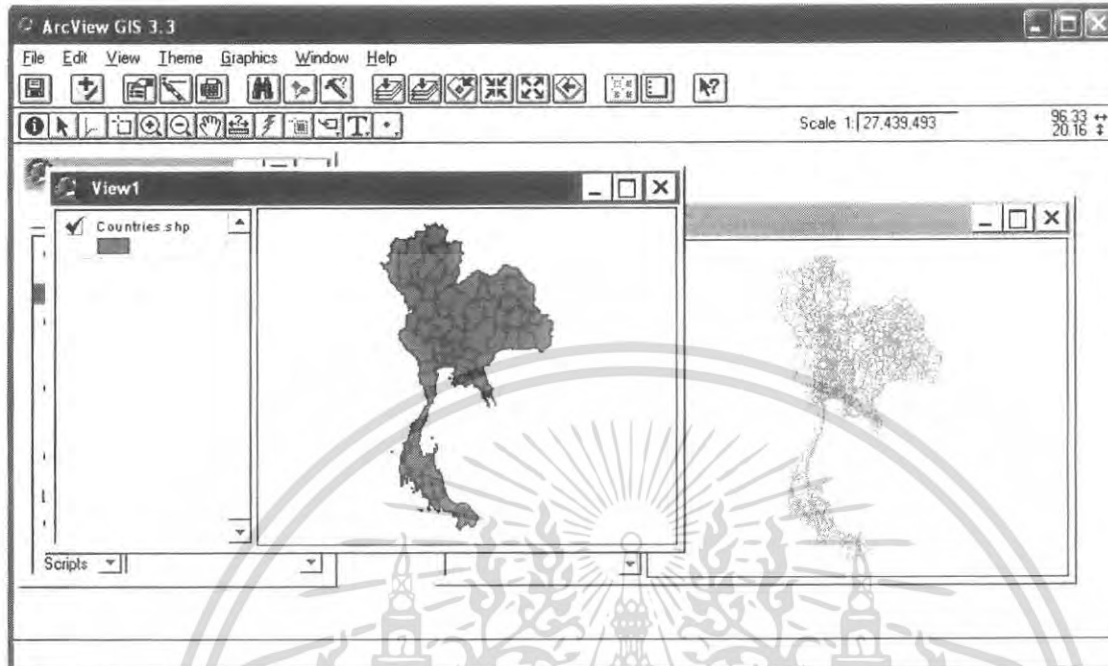 ArcView GIS 3.3
File Edit View Theme Graphics Window Help
Scale 1: 27,439,493
96.33
20.16
View1
Countries.shp
Scripts